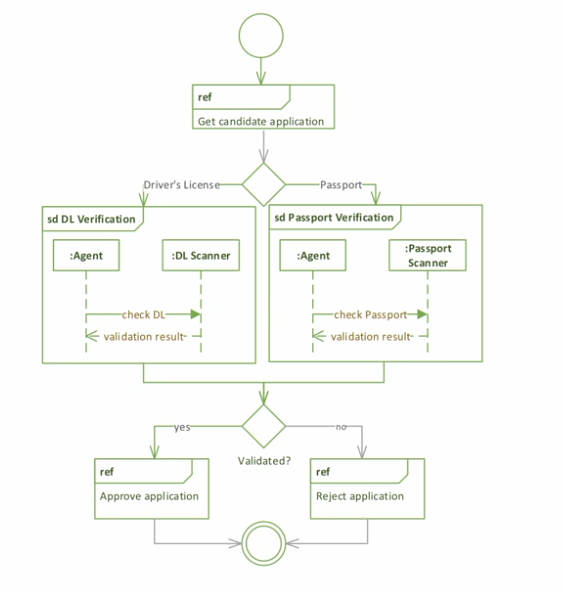 ref
Get candidate application
Driver's License
Passport
sd DL Verification
:Agent
:DL Scanner
check DL
validation result
sd Passport Verification
:Agent
:Passport
Scanner
check Passport
validation result
yes
no
Validated?
ref
Approve application
ref
Reject application